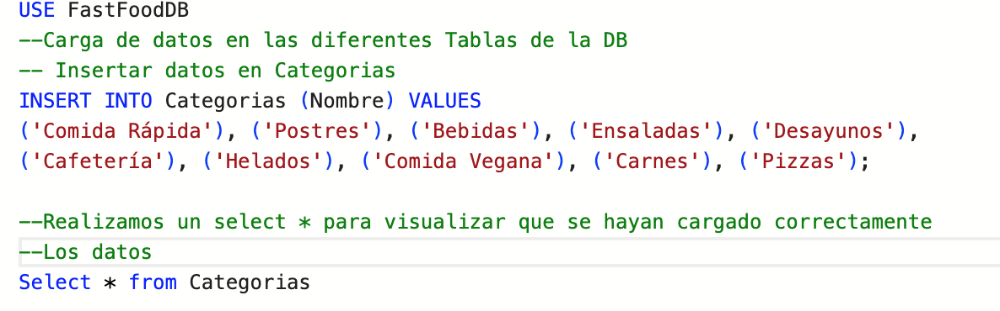 USE FastFoodDB
--Carga de datos en las diferentes Tablas de la DB
-- Insertar datos en Categorias
INSERT INTO Categorias (Nombre) VALUES
('Comida Rápida'), ('Postres'), ('Bebidas'), ('Ensaladas'), ('Desayunos'),
('Cafetería'), ('Helados'), ('Comida Vegana'), ('Carnes'), ('Pizzas');
--Realizamos un select * para visualizar que se hayan cargado correctamente
--Los datos
Select * from Categorias